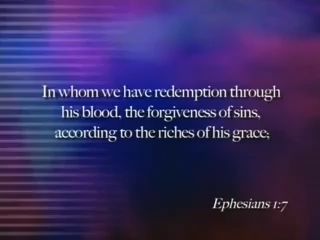 In whom we have redemption through
his blood, the forgiveness of sins,
according to the riches of his grace;
Ephesians 1:7